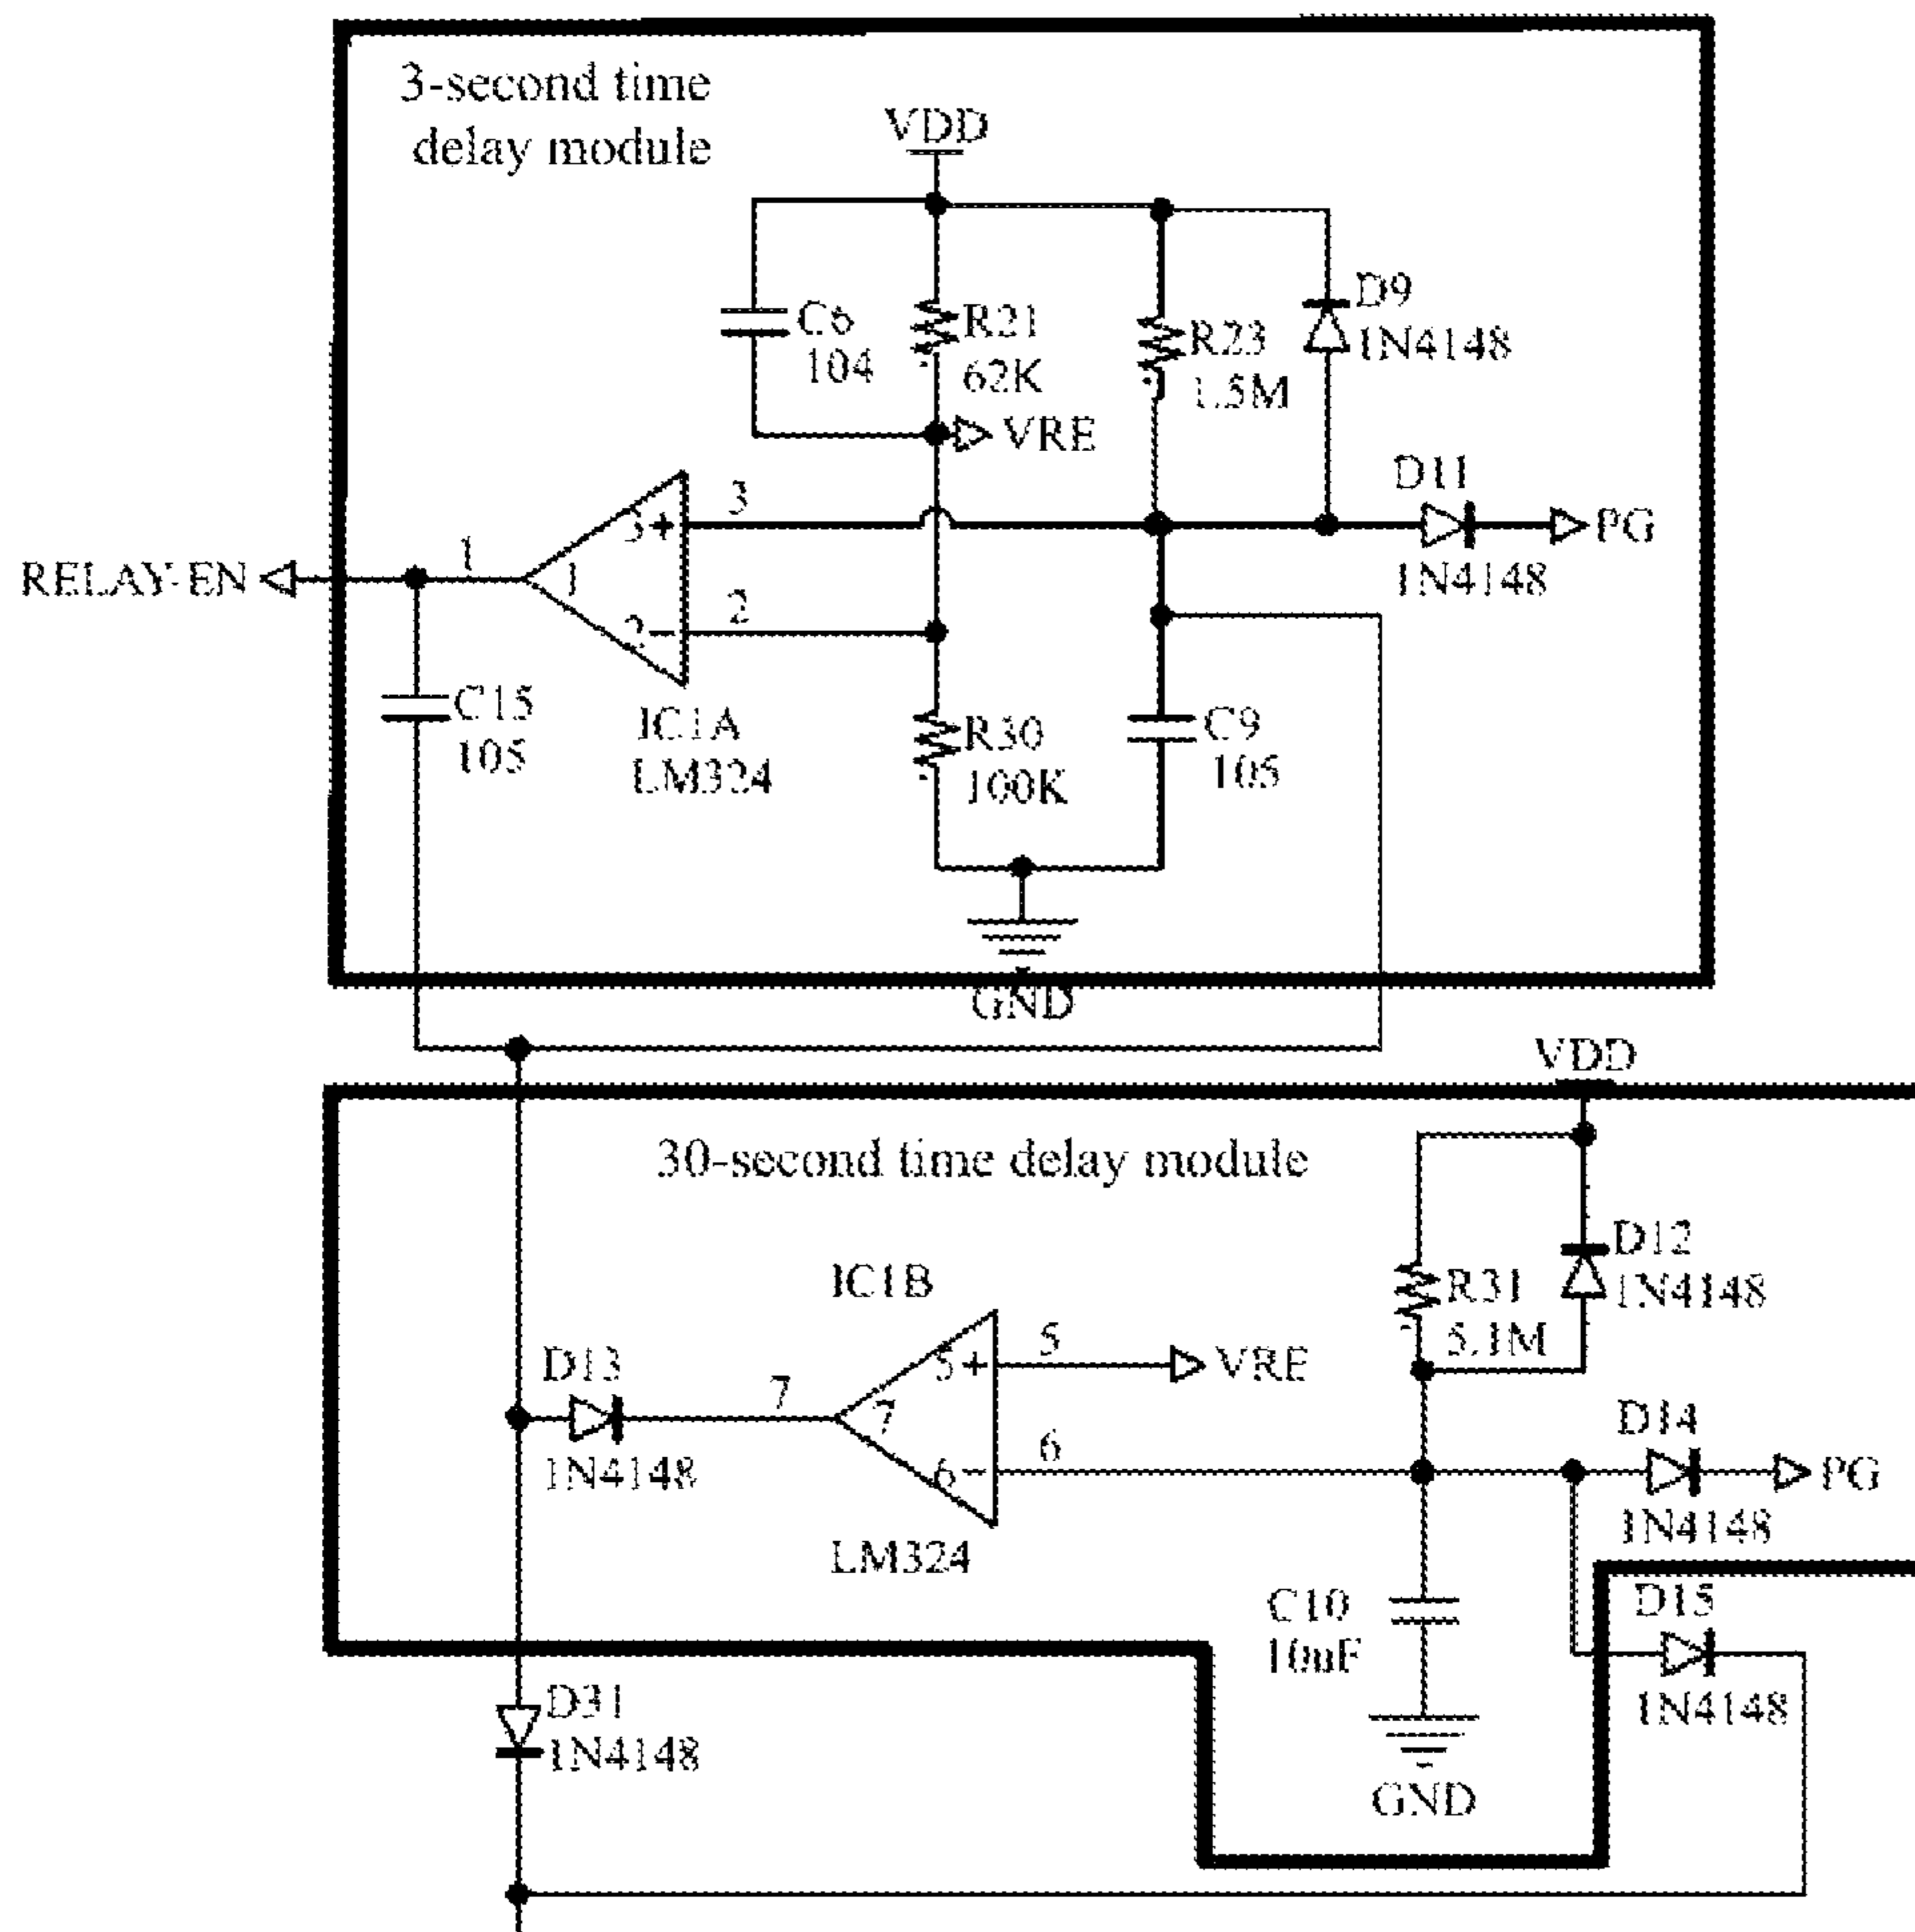 3-second time
delay module
VDD
C6
104
R21
62K
R23
1.5M
D9
1N4148
VRE
D11
PG
1N4148
3
3+
RELAY-EN
1
1
2
2−
IC1A
LM324
C15
105
R30
100K
C9
105
GND
VDD
30-second time delay module
D12
1N4148
R31
5.1M
IC1B
5
5+
VRE
D13
7
7
1N4148
6
6−
D14
PG
1N4148
LM324
C10
10uF
D15
1N4148
D31
1N4148
GND